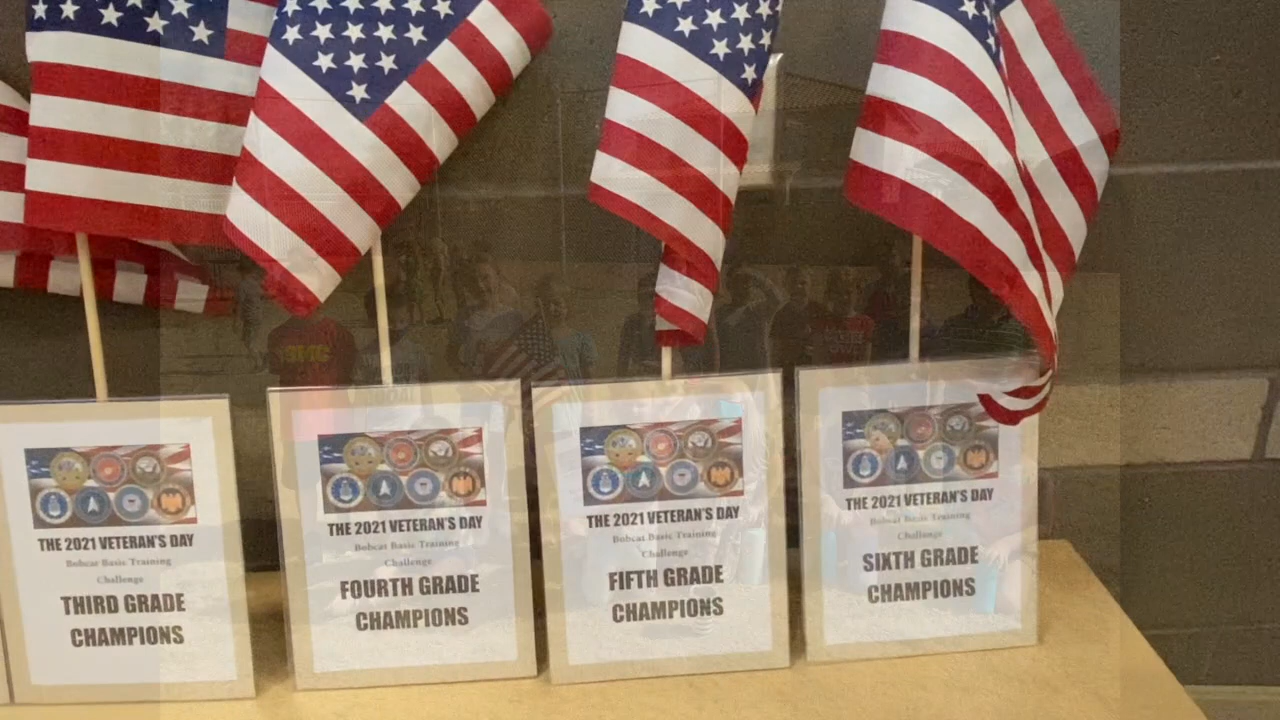 THE 2021 VETERAN'S DAY
Bobcat Basic Training
Challenge
THIRD GRADE
CHAMPIONS
THE 2021 VETERAN'S DAY
Bobcat Basic Training
Challenge
FOURTH GRADE
CHAMPIONS
THE 2021 VETERAN'S DAY
Bobcat Basic Training
Challenge
FIFTH GRADE
CHAMPIONS
THE 2021 VETERAN'S DAY
Bobcat Basic Training
Challenge
SIXTH GRADE
CHAMPIONS